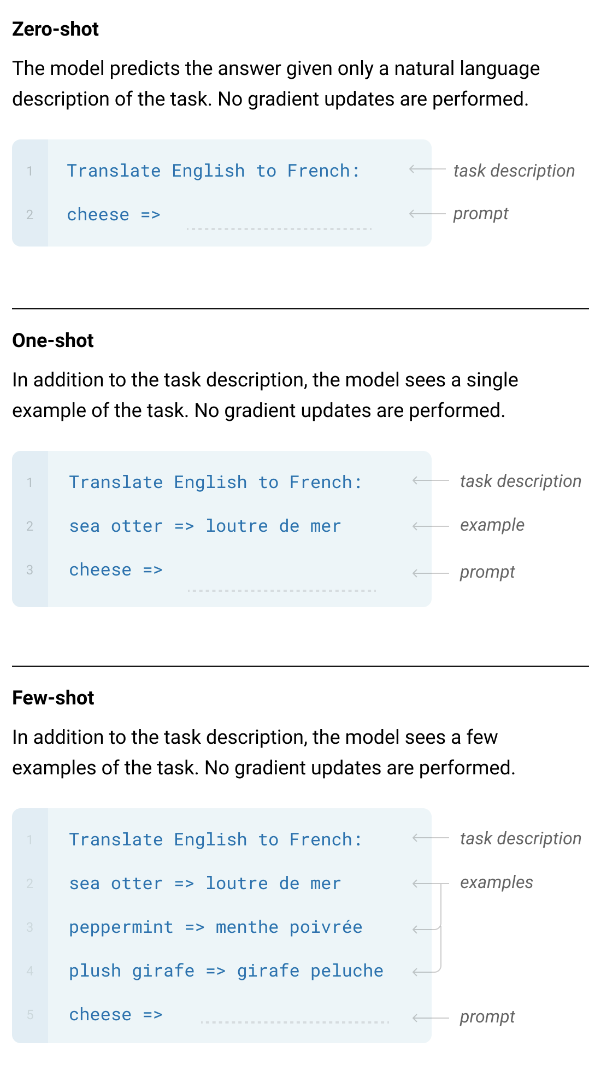 Zero-shot
The model predicts the answer given only a natural language
description of the task. No gradient updates are performed.
1 Translate English to French: task description
2 cheese => prompt
One-shot
In addition to the task description, the model sees a single
example of the task. No gradient updates are performed.
1 Translate English to French: task description
2 sea otter => loutre de mer example
3 cheese => prompt
Few-shot
In addition to the task description, the model sees a few
examples of the task. No gradient updates are performed.
1 Translate English to French: task description
2 sea otter => loutre de mer examples
3 peppermint => menthe poivrée
4 plush girafe => girafe peluche
5 cheese => prompt